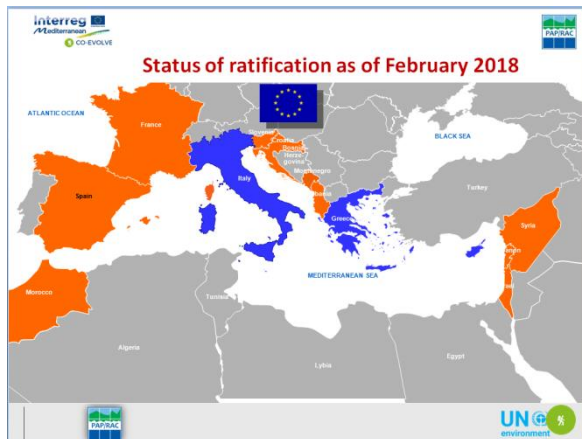 Interreg
Mediterranean
CO-EVOLVE
PAP/RAC
Status of ratification as of February 2018
ATLANTIC OCEAN
France
Slovenia
Croatia
Bosnia
Herze
govina
BLACK SEA
Montenegro
Italy
Spain
Turkey
Greece
Syria
MEDITERRANEAN SEA
Morocco
Tunisia
Algeria
Lybia
Egypt
PAP/RAC
UN
environment